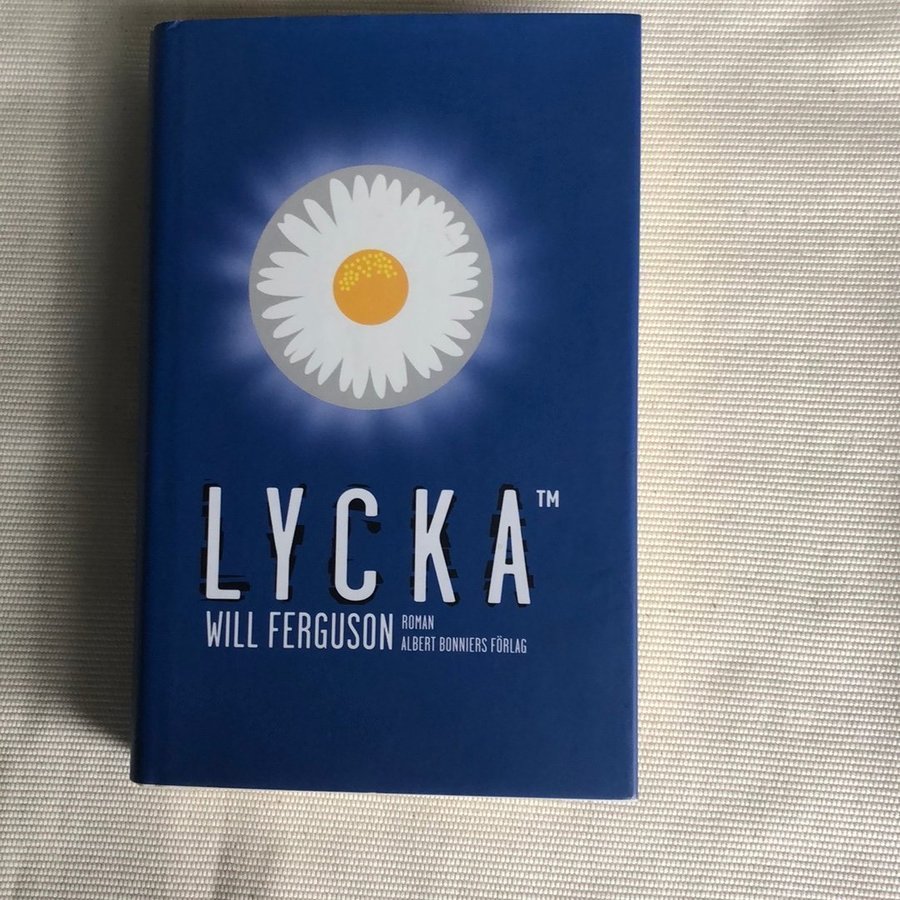 LYCKA™
WILL FERGUSON
ROMAN
ALBERT BONNIERS FÖRLAG